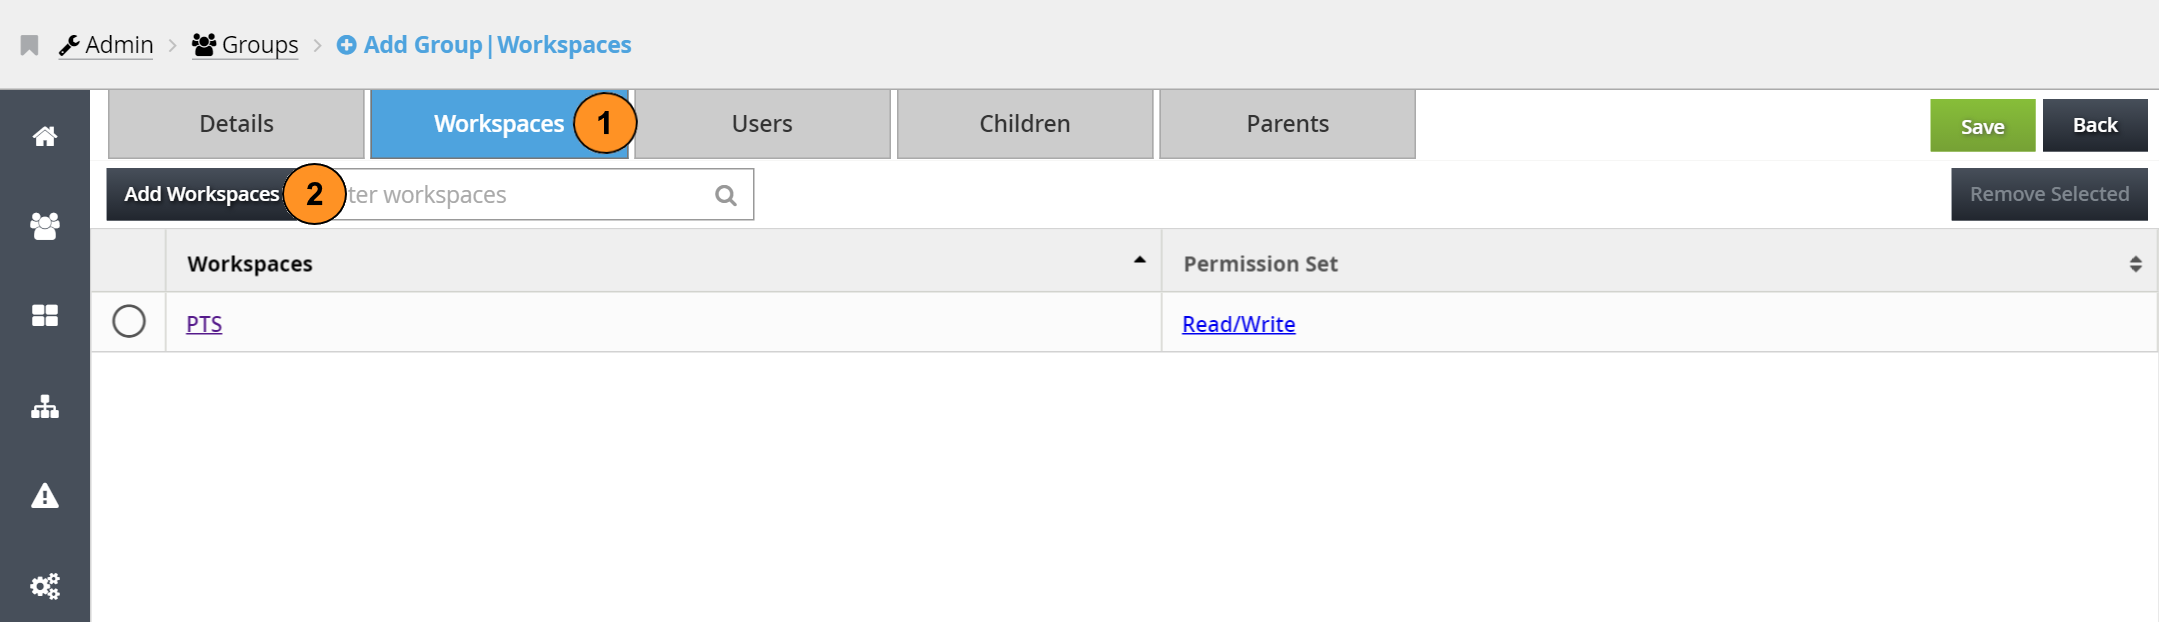 Admin > Groups > Add Group|Workspaces
Details Workspaces 1 Users Children Parents Save Back
Add Workspaces 2 ter workspaces Remove Selected
Workspaces Permission Set
PTS Read/Write